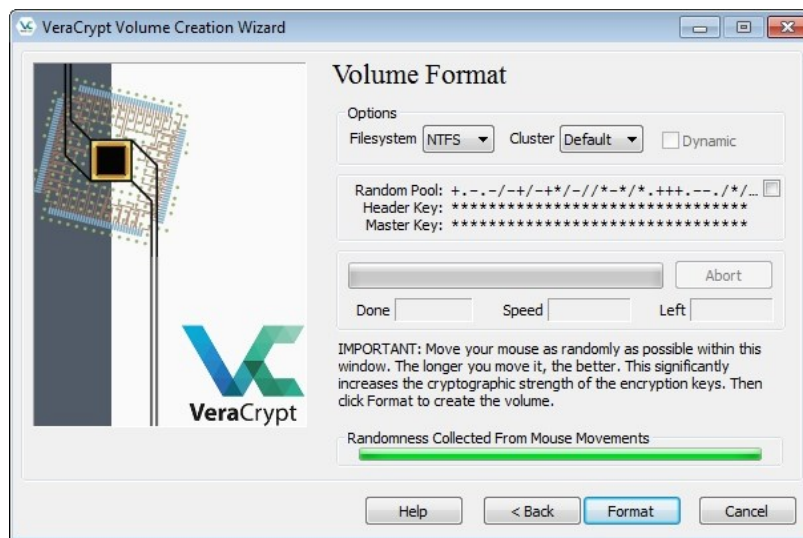 VeraCrypt Volume Creation Wizard
Volume Format
Options
Filesystem NTFS Cluster Default Dynamic
Random Pool: +.-.-/-+/-+*/-//*-*/*.+++.--./*/...
Header Key: ********************************
Master Key: ********************************
Abort
Done Speed Left
IMPORTANT: Move your mouse as randomly as possible within this
window. The longer you move it, the better. This significantly
increases the cryptographic strength of the encryption keys. Then
click Format to create the volume.
VeraCrypt
Randomness Collected From Mouse Movements
Help < Back Format Cancel